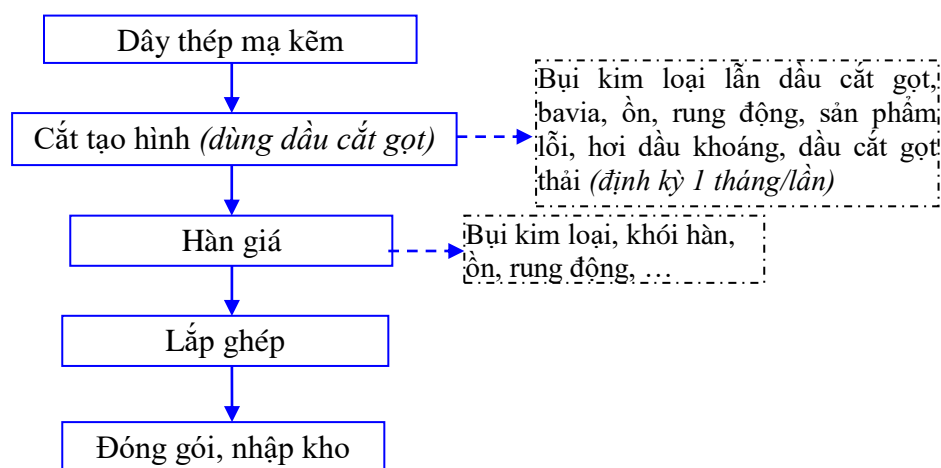 Dây thép mạ kẽm
Cắt tạo hình (dùng dầu cắt gọt)
Bụi kim loại lẫn dầu cắt gọt,
bavia, ồn, rung động, sản phẩm
lỗi, hơi dầu khoáng, dầu cắt gọt
thải (định kỳ 1 tháng/lần)
Hàn giá
Bụi kim loại, khói hàn,
ồn, rung động, …
Lắp ghép
Đóng gói, nhập kho